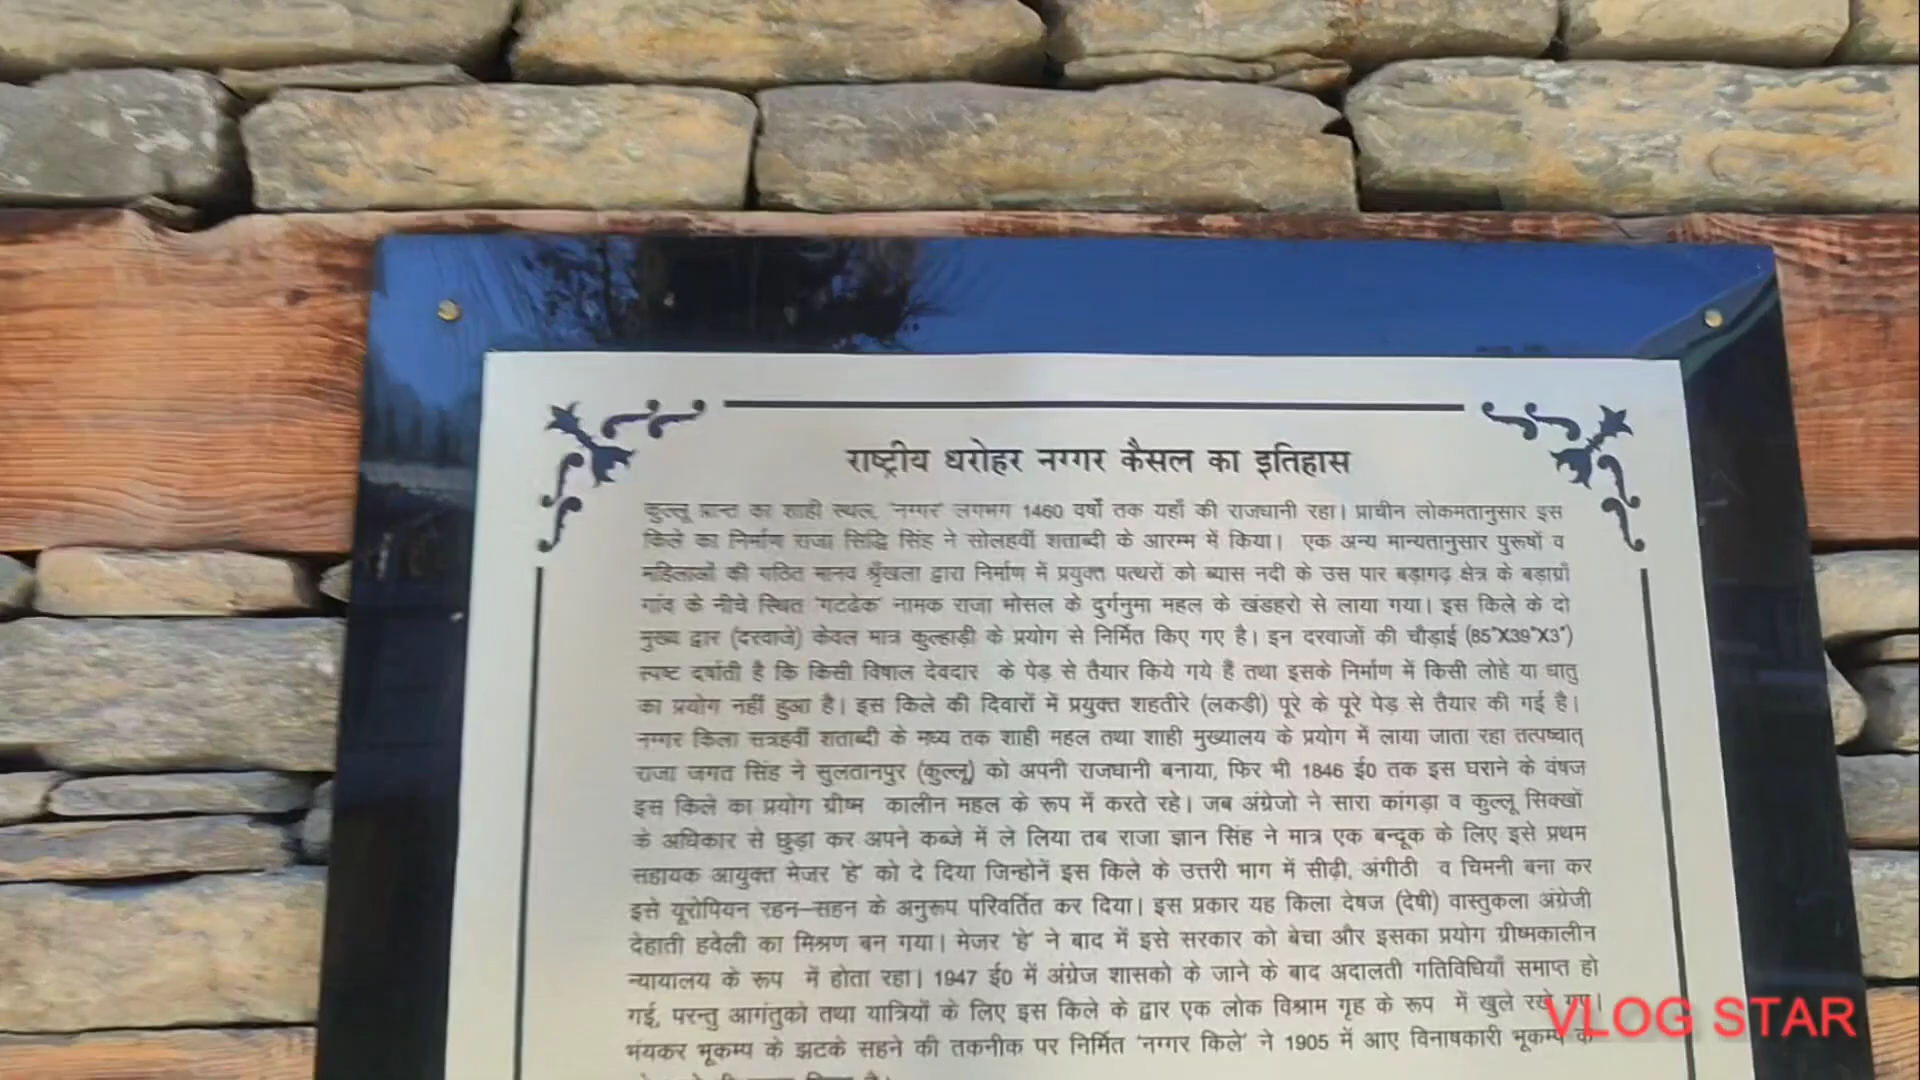 राष्ट्रीय धरोहर नग्गर कैसल का इतिहास
कुल्लू प्रान्त का शाही स्थल, 'नग्गर' लगभग 1460 वर्षों तक यहाँ की राजधानी रहा। प्राचीन लोकमतानुसार इस
किले का निर्माण राजा सिद्धि सिंह ने सोलहवीं शताब्दी के आरम्भ में किया। एक अन्य मान्यतानुसार पुरूषों व
महिलाओं की गठित मानव श्रृँखला द्वारा निर्माण में प्रयुक्त पत्थरों को ब्यास नदी के उस पार बड़ागढ़ क्षेत्र के बड़ाग्राँ
गांव के नीचे स्थित 'गटढेक' नामक राजा भोसल के दुर्गनुमा महल के खंडहरो से लाया गया। इस किले के दो
मुख्य द्वार (दरवाजे) केवल मात्र कुल्हाड़ी के प्रयोग से निर्मित किए गए है। इन दरवाजों की चौड़ाई (85"X39"X3")
स्पष्ट दर्षाती है कि किसी विषाल देवदार के पेड़ से तैयार किये गये हैं तथा इसके निर्माण में किसी लोहे या धातु
का प्रयोग नहीं हुआ है। इस किले की दिवारों में प्रयुक्त शहतीरे (लकड़ी) पूरे के पूरे पेड़ से तैयार की गई है।
नग्गर किला सत्रहवीं शताब्दी के मध्य तक शाही महल तथा शाही मुख्यालय के प्रयोग में लाया जाता रहा तत्पष्चात्
राजा जगत सिंह ने सुलतानपुर (कुल्लू) को अपनी राजधानी बनाया, फिर भी 1846 ई0 तक इस घराने के वंषज
इस किले का प्रयोग ग्रीष्म कालीन महल के रूप में करते रहे। जब अंग्रेजो ने सारा कांगड़ा व कुल्लू सिक्खों
के अधिकार से छुड़ा कर अपने कब्जे में ले लिया तब राजा ज्ञान सिंह ने मात्र एक बन्दूक के लिए इसे प्रथम
सहायक आयुक्त मेजर 'हे' को दे दिया जिन्होनें इस किले के उत्तरी भाग में सीढ़ी, अंगीठी व चिमनी बना कर
इसे यूरोपियन रहन-सहन के अनुरूप परिवर्तित कर दिया। इस प्रकार यह किला देषज (देषी) वास्तुकला अंग्रेजी
देहाती हवेली का मिश्रण बन गया। मेजर 'हे' ने बाद में इसे सरकार को बेचा और इसका प्रयोग ग्रीष्मकालीन
न्यायालय के रूप में होता रहा। 1947 ई0 में अंग्रेज शासको के जाने के बाद अदालती गतिविधियाँ समाप्त हो
गई, परन्तु आगंतुको तथा यात्रियों के लिए इस किले के द्वार एक लोक विश्राम गृह के रूप में खुले रखे गए।
भंयकर भूकम्प के झटके सहने की तकनीक पर निर्मित 'नग्गर किले' ने 1905 में आए विनाषकारी भूकम्प के
VLOG STAR